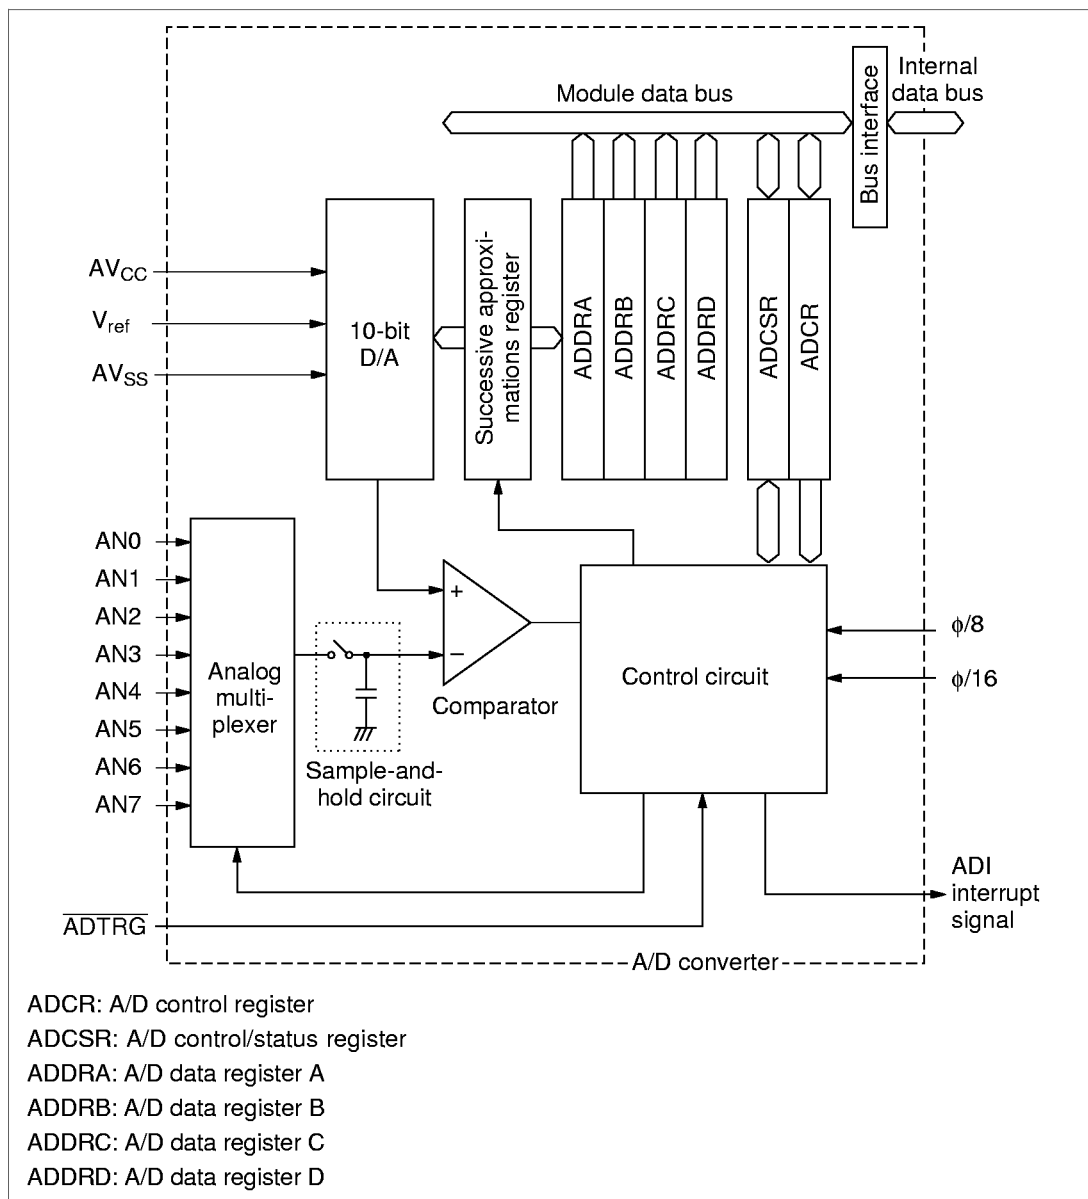 Module data bus
Internal
data bus
Bus interface
AVCC
Vref
AVSS
10-bit
D/A
Successive approxi-
mations register
ADDRA
ADDRB
ADDRC
ADDRD
ADCSR
ADCR
AN0
AN1
AN2
AN3
AN4
AN5
AN6
AN7
Analog
multi-
plexer
+
−
Comparator
Sample-and-
hold circuit
Control circuit
ϕ/8
ϕ/16
ADI
interrupt
signal
ADTRG
A/D converter
ADCR: A/D control register
ADCSR: A/D control/status register
ADDRA: A/D data register A
ADDRB: A/D data register B
ADDRC: A/D data register C
ADDRD: A/D data register D